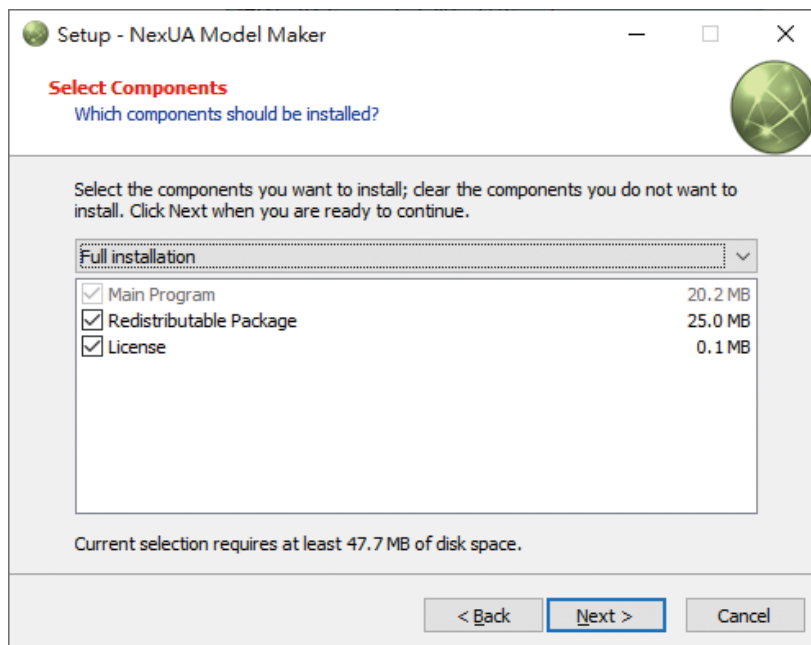 Setup - NexUA Model Maker
Select Components
Which components should be installed?
Select the components you want to install; clear the components you do not want to
install. Click Next when you are ready to continue.
Full installation
Main Program 20.2 MB
Redistributable Package 25.0 MB
License 0.1 MB
Current selection requires at least 47.7 MB of disk space.
< Back Next > Cancel